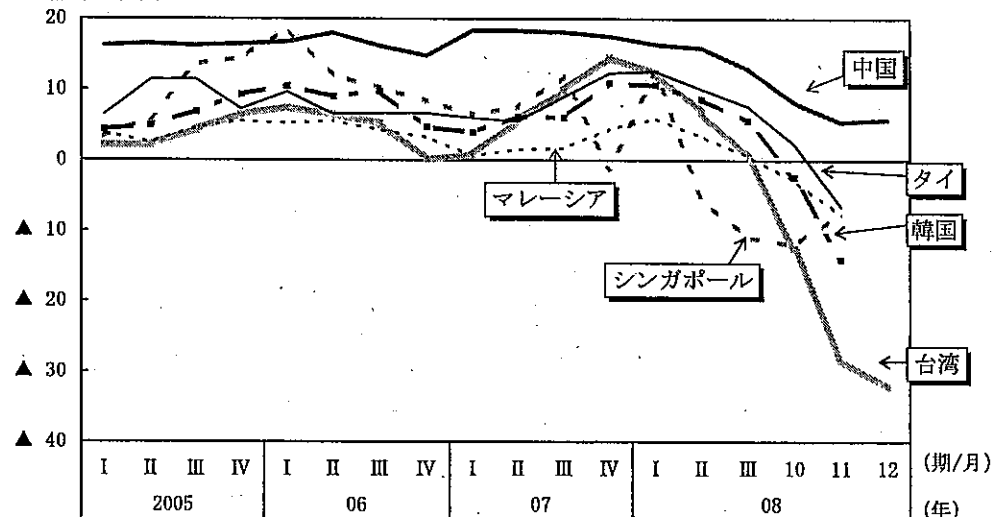 20
10
0
▲ 10
▲ 20
▲ 30
▲ 40
中国
タイ
マレーシア
韓国
シンガポール
台湾
I II III IV I II III IV I II III IV I II III 10 11 12 (期/月)
2005 06 07 08 (年)